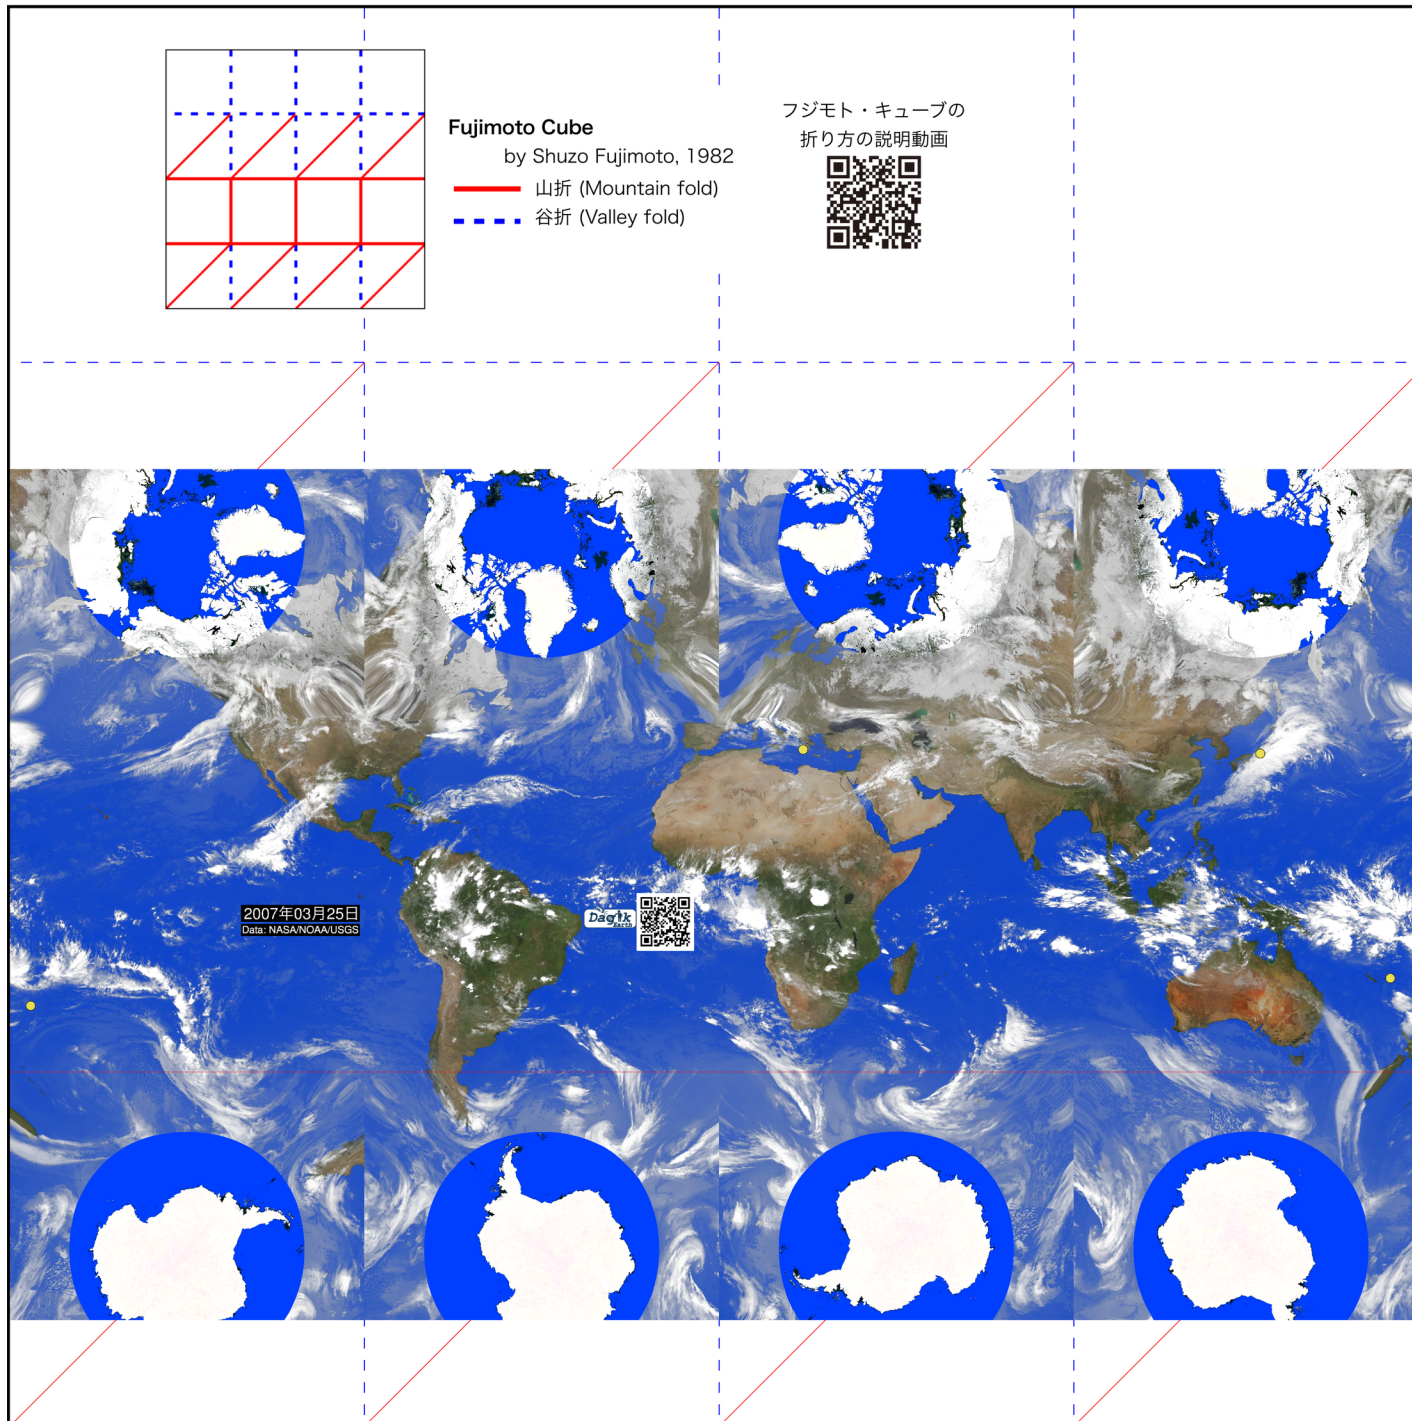 Fujimoto Cube
by Shuzo Fujimoto, 1982
山折 (Mountain fold)
谷折 (Valley fold)
フジモト・キューブの
折り方の説明動画
2007年03月25日
Data: NASA/NOAA/USGS
Dagik
Earth